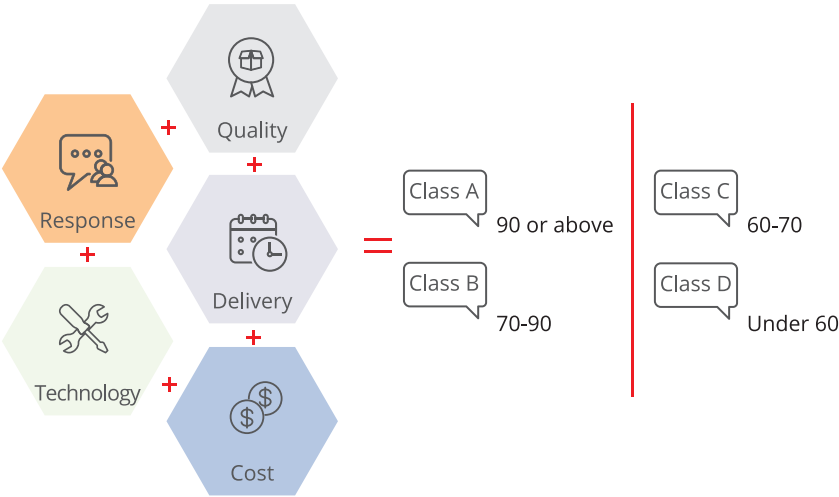 Quality
Response
Delivery
Technology
Cost
Class A
90 or above
Class B
70-90
Class C
60-70
Class D
Under 60